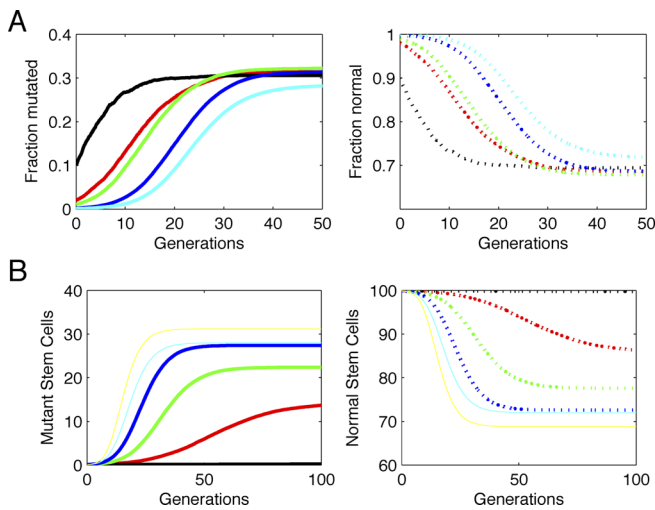 A
Fraction mutated
0.4
0.3
0.2
0.1
0
0 10 20 30 40 50
Generations
Fraction normal
1
0.9
0.8
0.7
0.6
0 10 20 30 40 50
Generations
B
Mutant Stem Cells
40
30
20
10
0
0 50 100
Generations
Normal Stem Cells
100
90
80
70
60
0 50 100
Generations